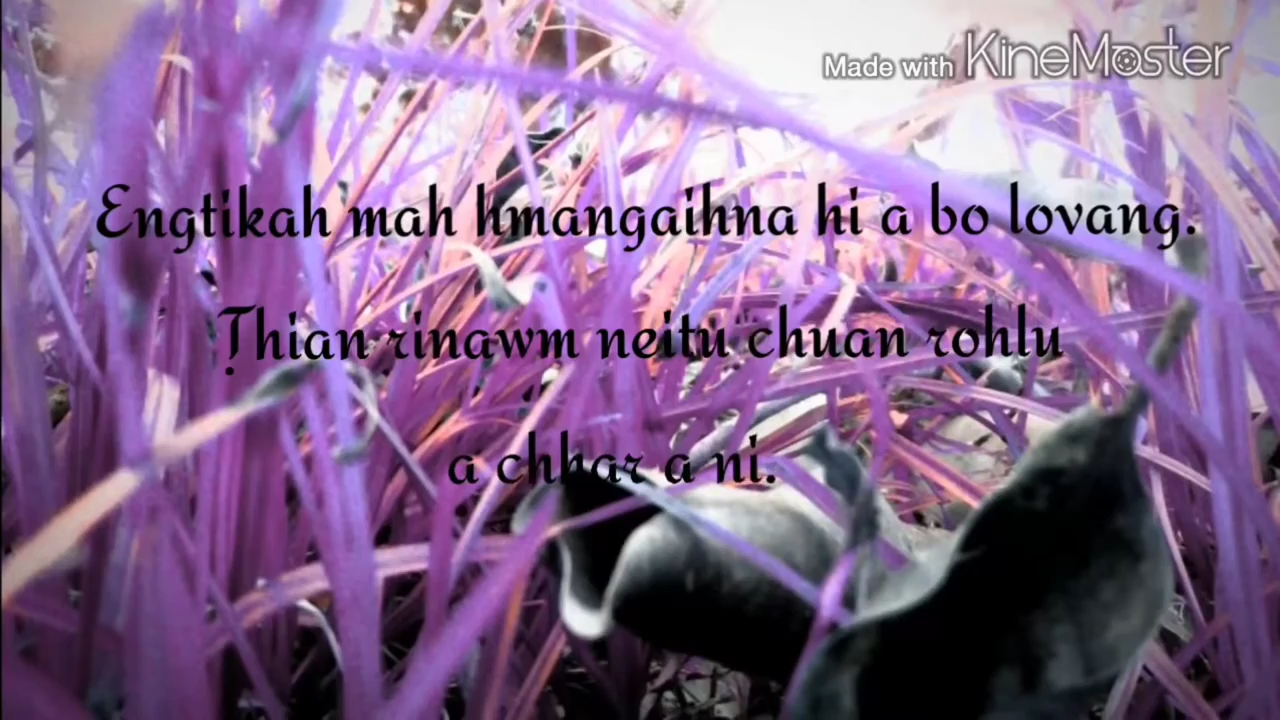 Made with KineMaster
Engtikah mah hmangaihna hi a bo lovang.
Ṭhian rinawm neitu chuan rohlu
a chhar a ni.